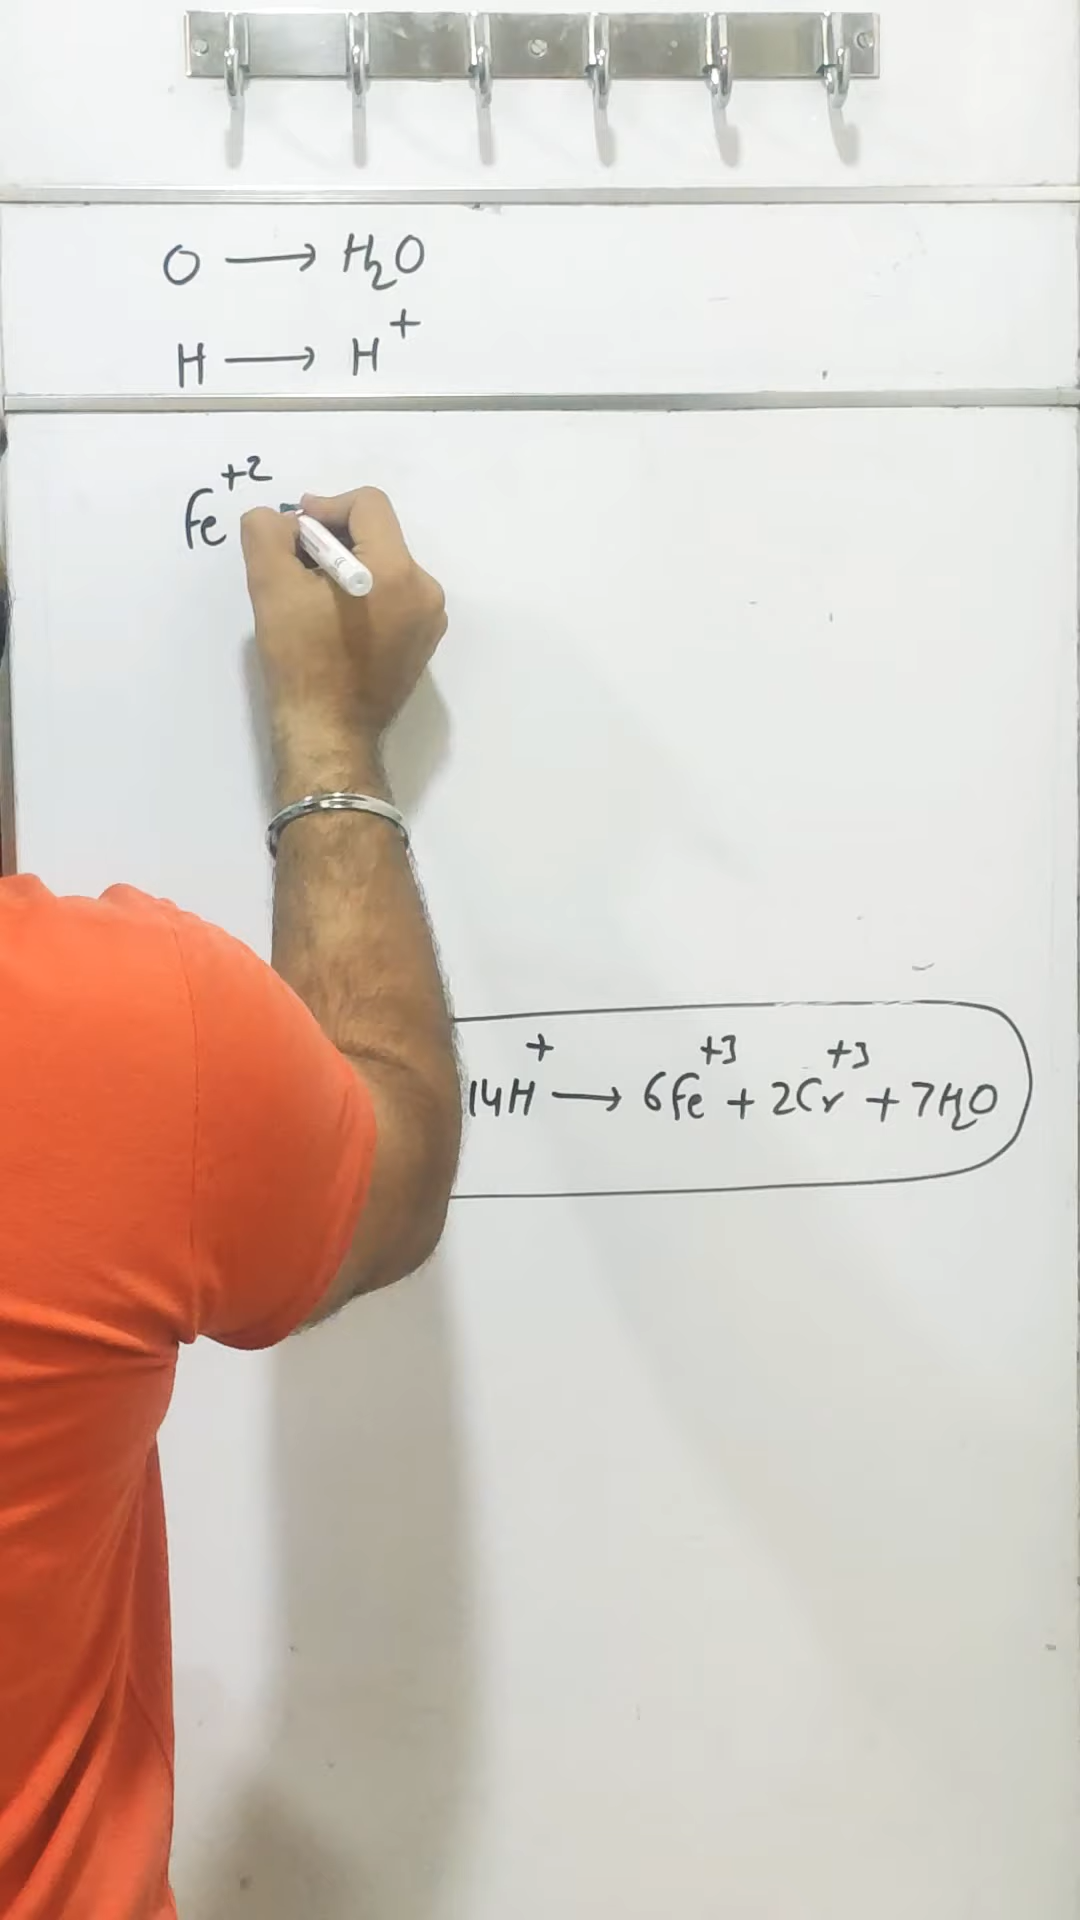 O ⟶ H₂O
H ⟶ H⁺
Fe⁺²
14H⁺ ⟶ 6Fe⁺³ + 2Cr⁺³ + 7H₂O